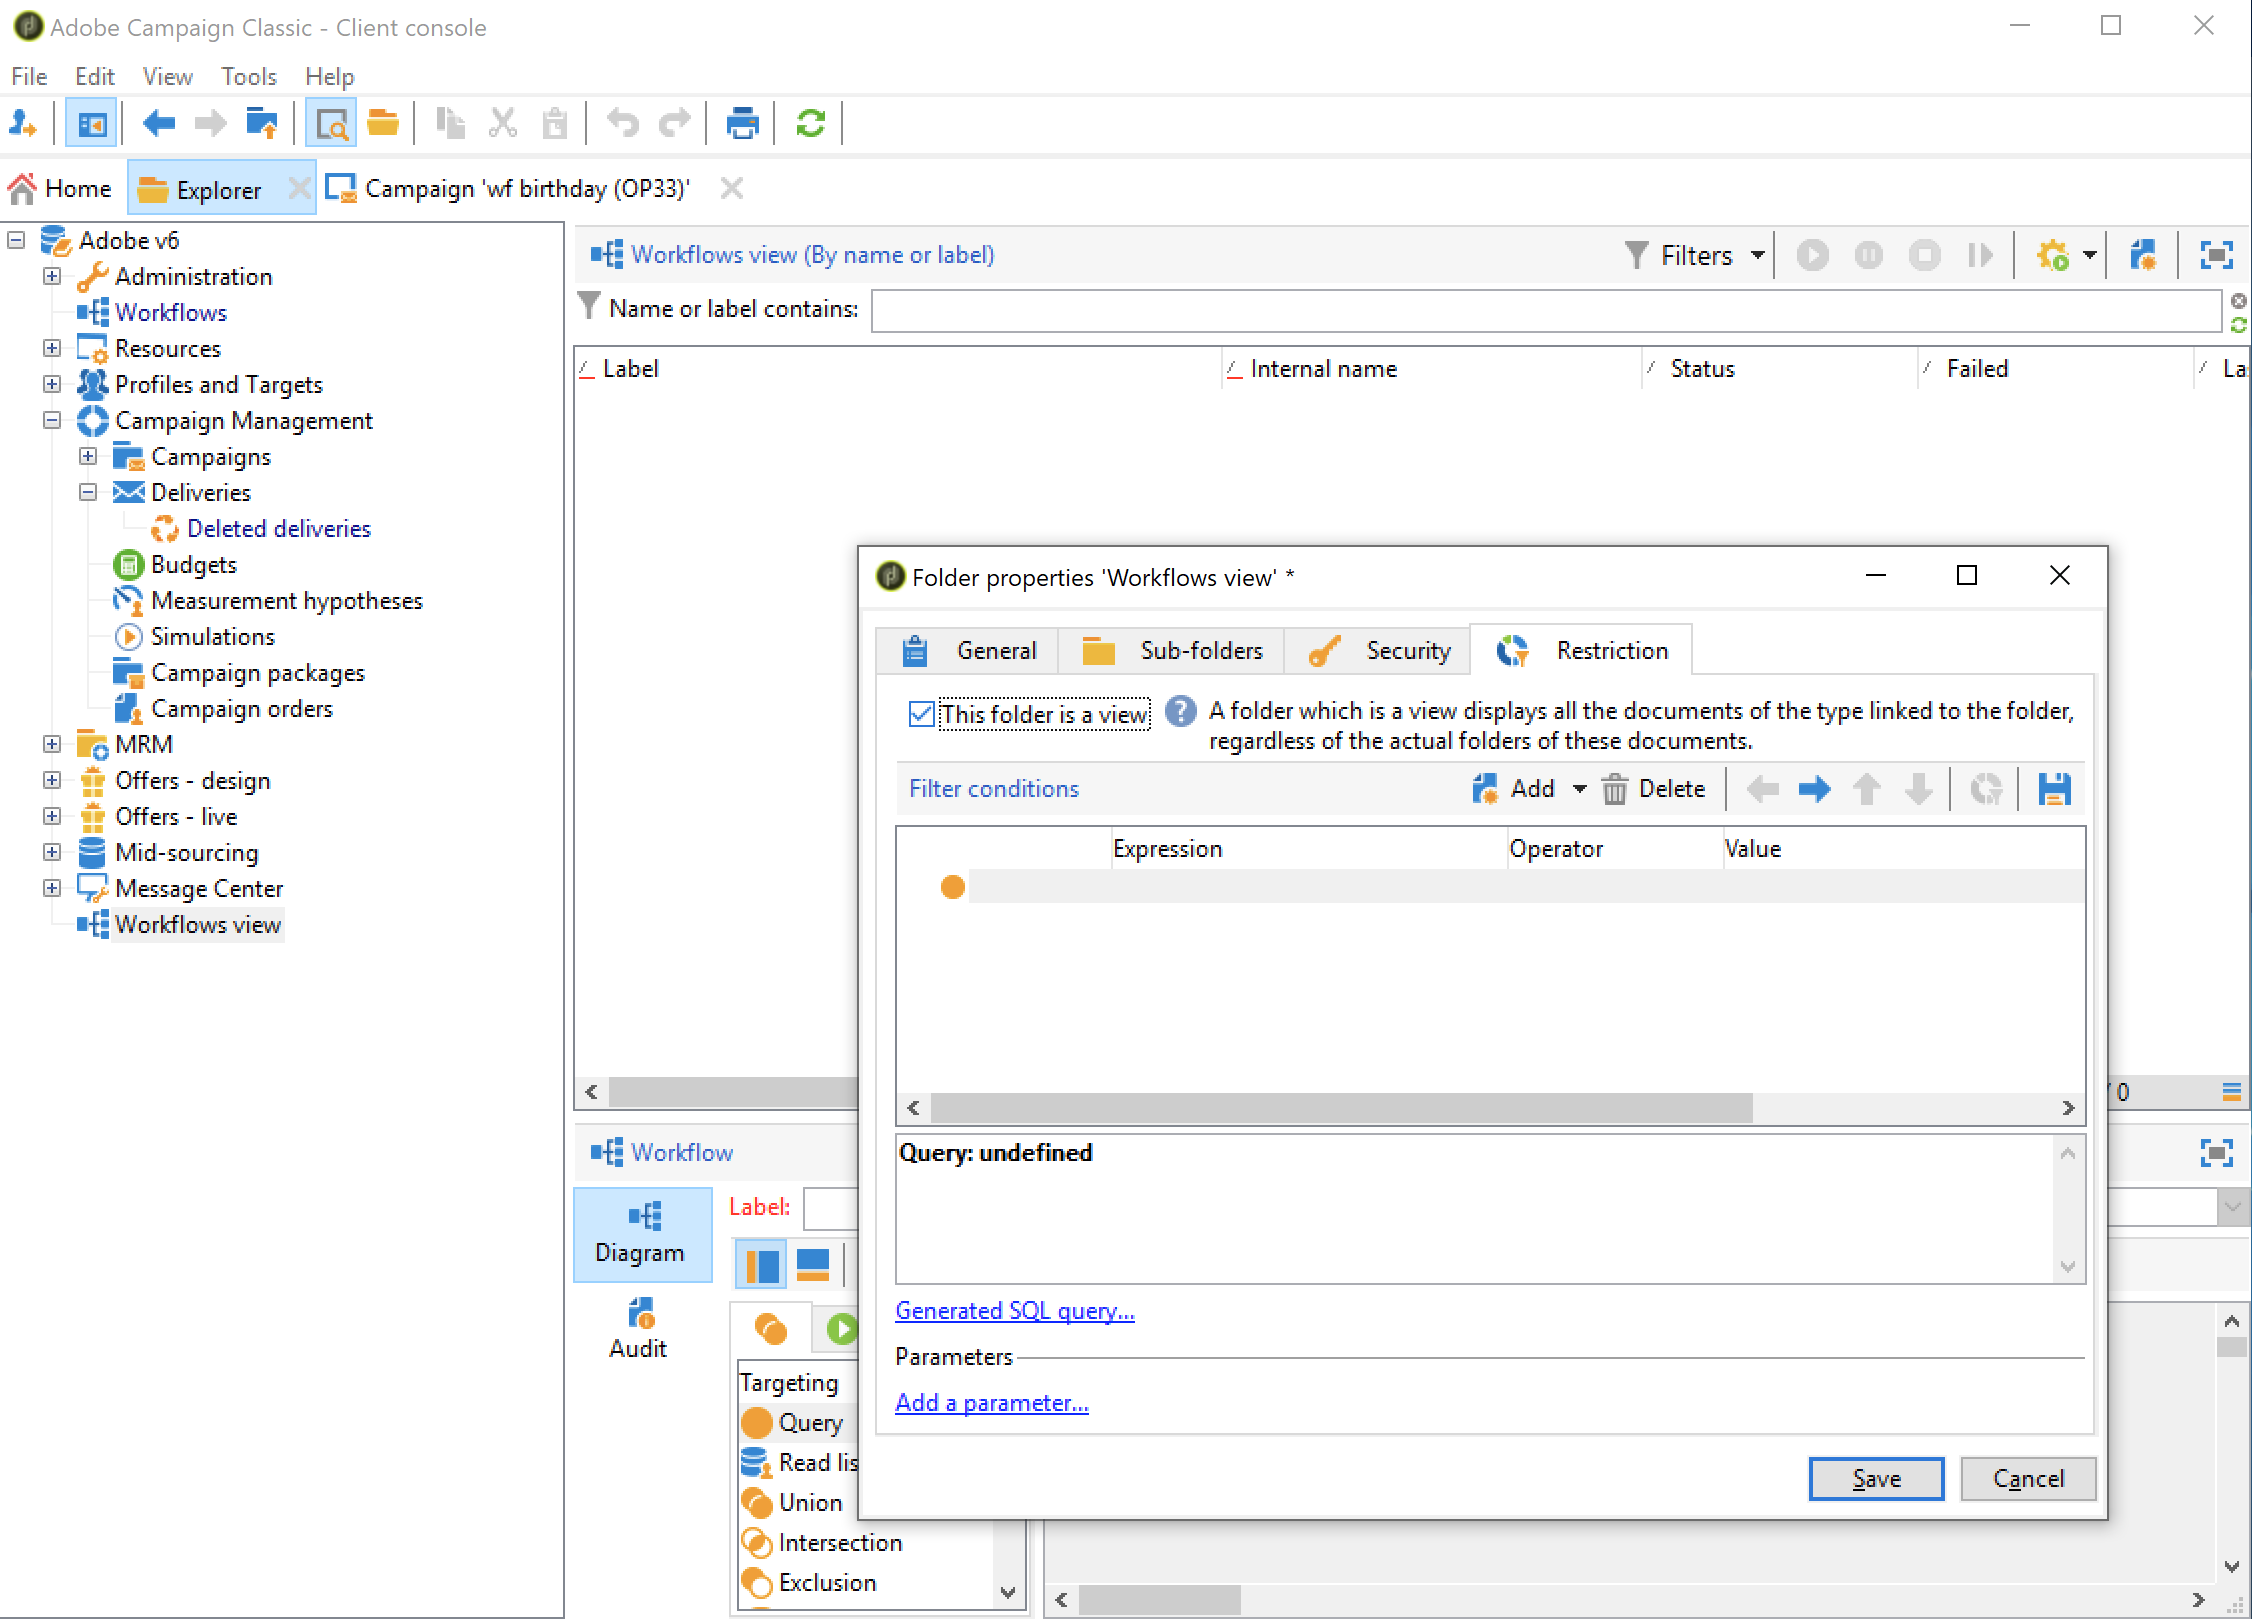 Adobe Campaign Classic - Client console
File Edit View Tools Help
Home Explorer Campaign 'wf birthday (OP33)'
Adobe v6
Administration
Workflows
Resources
Profiles and Targets
Campaign Management
Campaigns
Deliveries
Deleted deliveries
Budgets
Measurement hypotheses
Simulations
Campaign packages
Campaign orders
MRM
Offers - design
Offers - live
Mid-sourcing
Message Center
Workflows view
Workflows view (By name or label) Filters
Name or label contains:
Label Internal name Status Failed La
Folder properties 'Workflows view' *
General Sub-folders Security Restriction
This folder is a view ? A folder which is a view displays all the documents of the type linked to the folder,
regardless of the actual folders of these documents.
Filter conditions Add Delete
Expression Operator Value
Query: undefined
Generated SQL query...
Parameters
Add a parameter...
Save Cancel
/ 0
Workflow
Diagram
Audit
Label:
Targeting
Query
Read lis
Union
Intersection
Exclusion